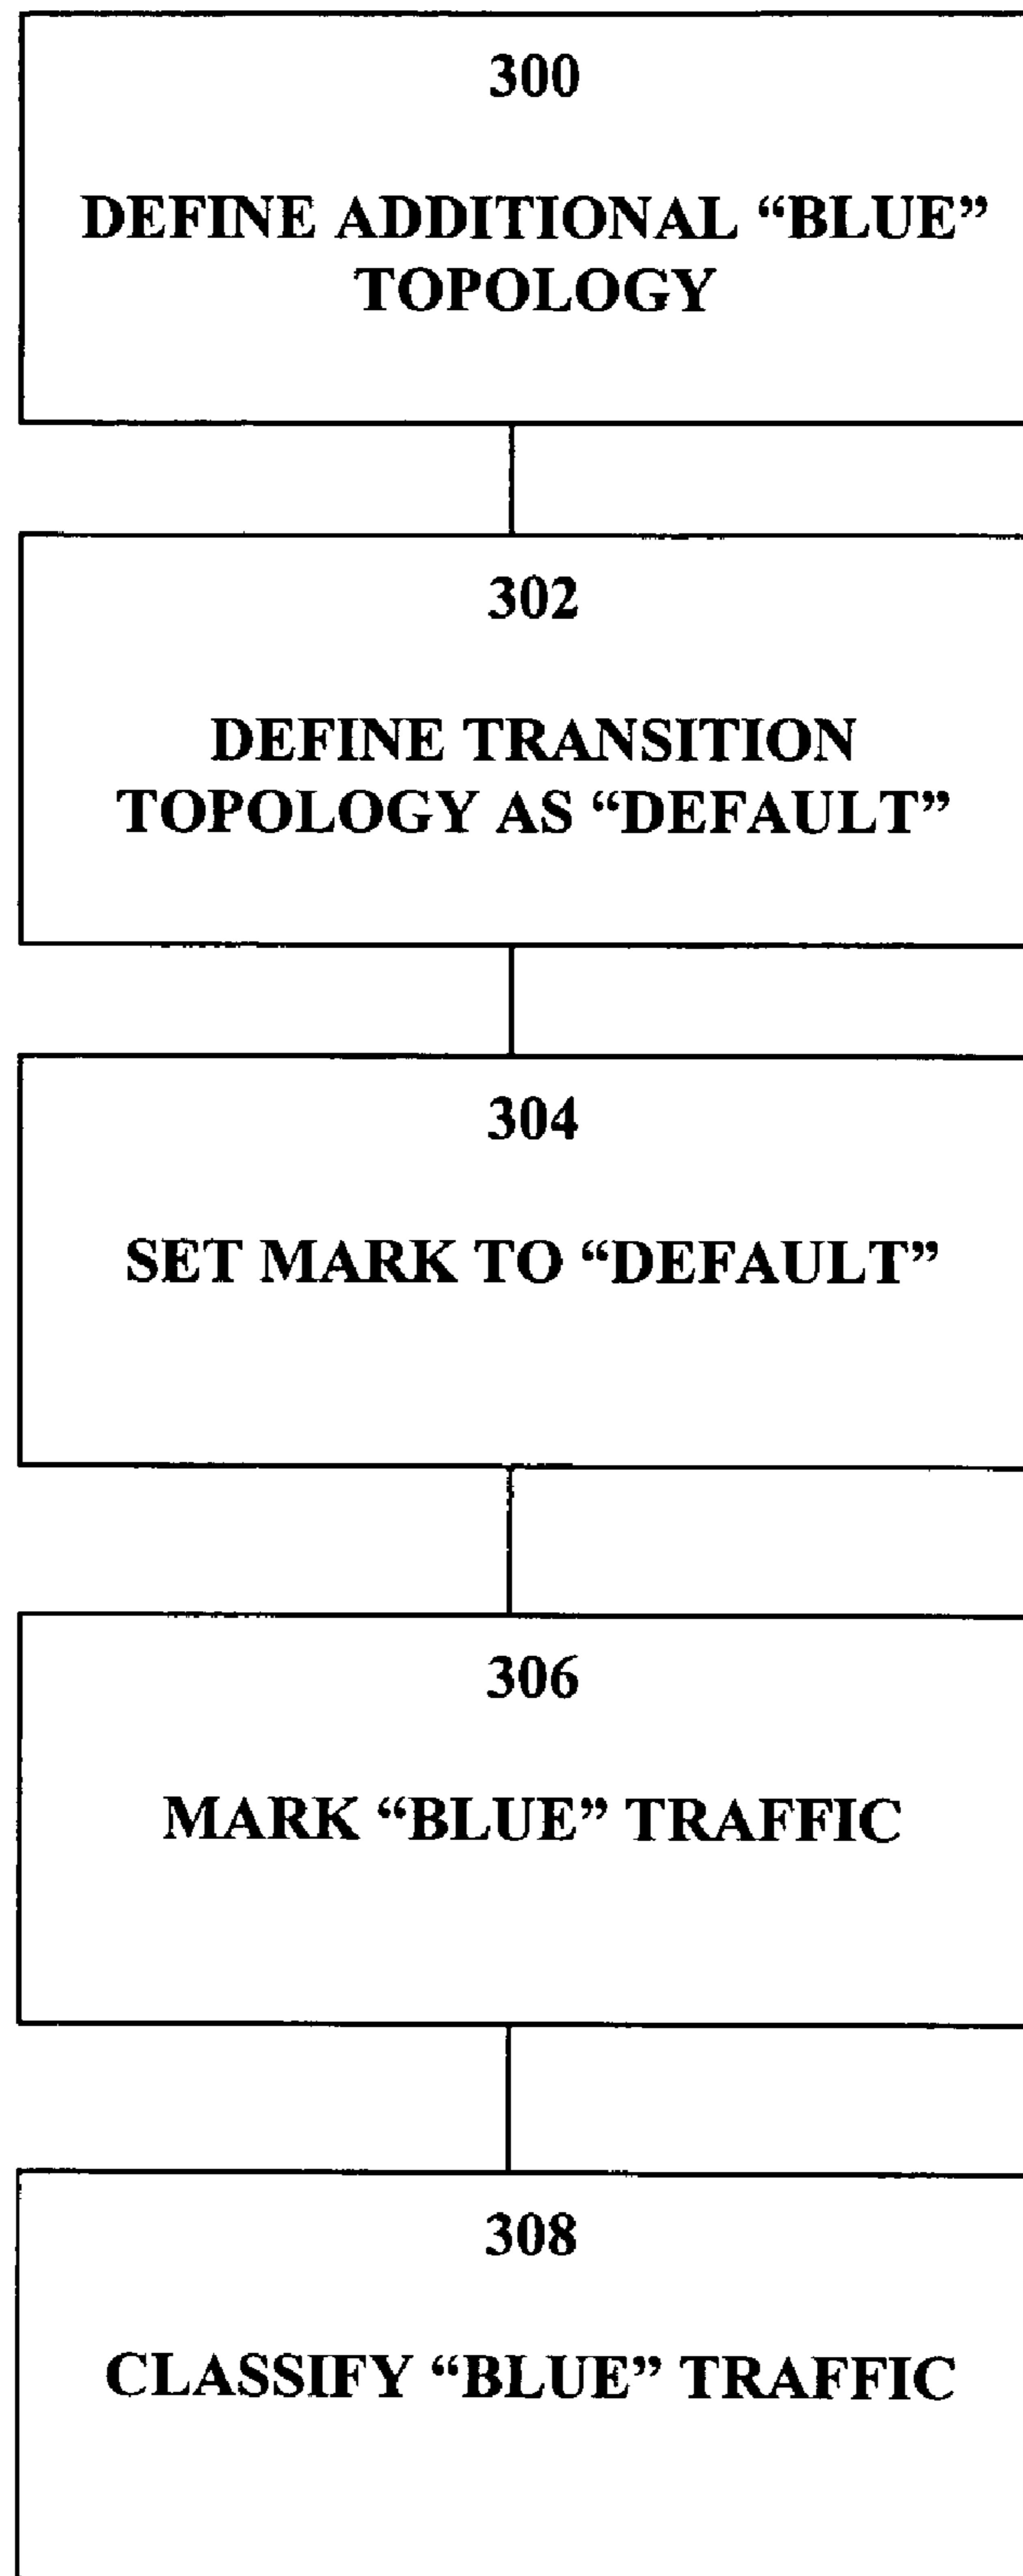 300
DEFINE ADDITIONAL “BLUE”
TOPOLOGY
302
DEFINE TRANSITION
TOPOLOGY AS “DEFAULT”
304
SET MARK TO “DEFAULT”
306
MARK “BLUE” TRAFFIC
308
CLASSIFY “BLUE” TRAFFIC